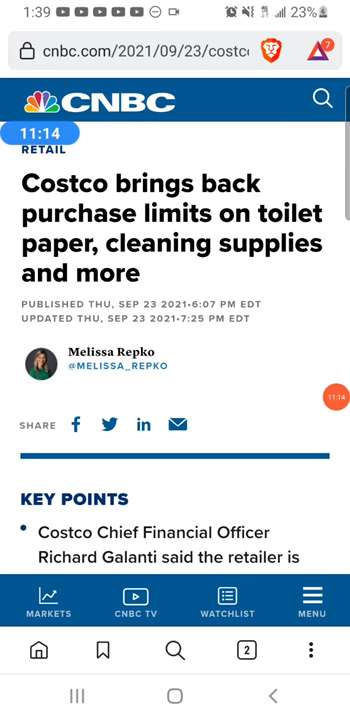 1:39
23%
cnbc.com/2021/09/23/costc
7
CNBC
11:14
RETAIL
Costco brings back
purchase limits on toilet
paper, cleaning supplies
and more
PUBLISHED THU, SEP 23 2021•6:07 PM EDT
UPDATED THU, SEP 23 2021•7:25 PM EDT
Melissa Repko
@MELISSA_REPKO
11:14
SHARE
KEY POINTS
• Costco Chief Financial Officer
Richard Galanti said the retailer is
MARKETS
CNBC TV
WATCHLIST
MENU
2